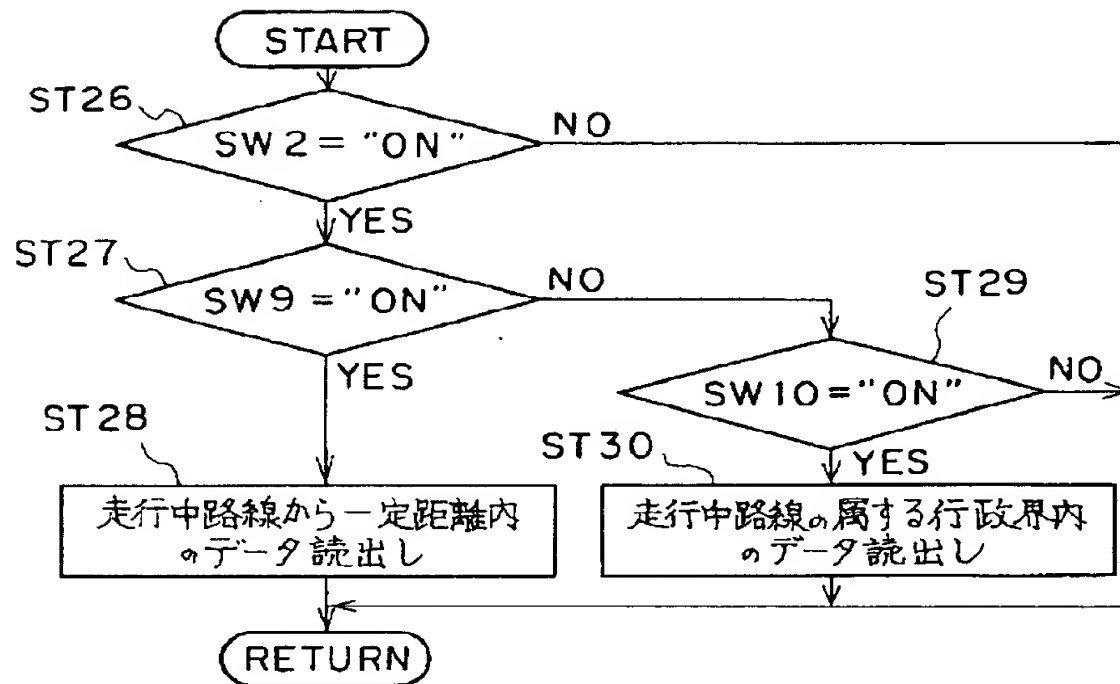 START
ST26
SW2="ON"
NO
YES
ST27
SW9="ON"
NO
ST29
YES
SW10="ON"
NO
ST28
ST30
YES
走行中路線から一定距離内
のデータ読出し
走行中路線の属する行政界内
のデータ読出し
RETURN